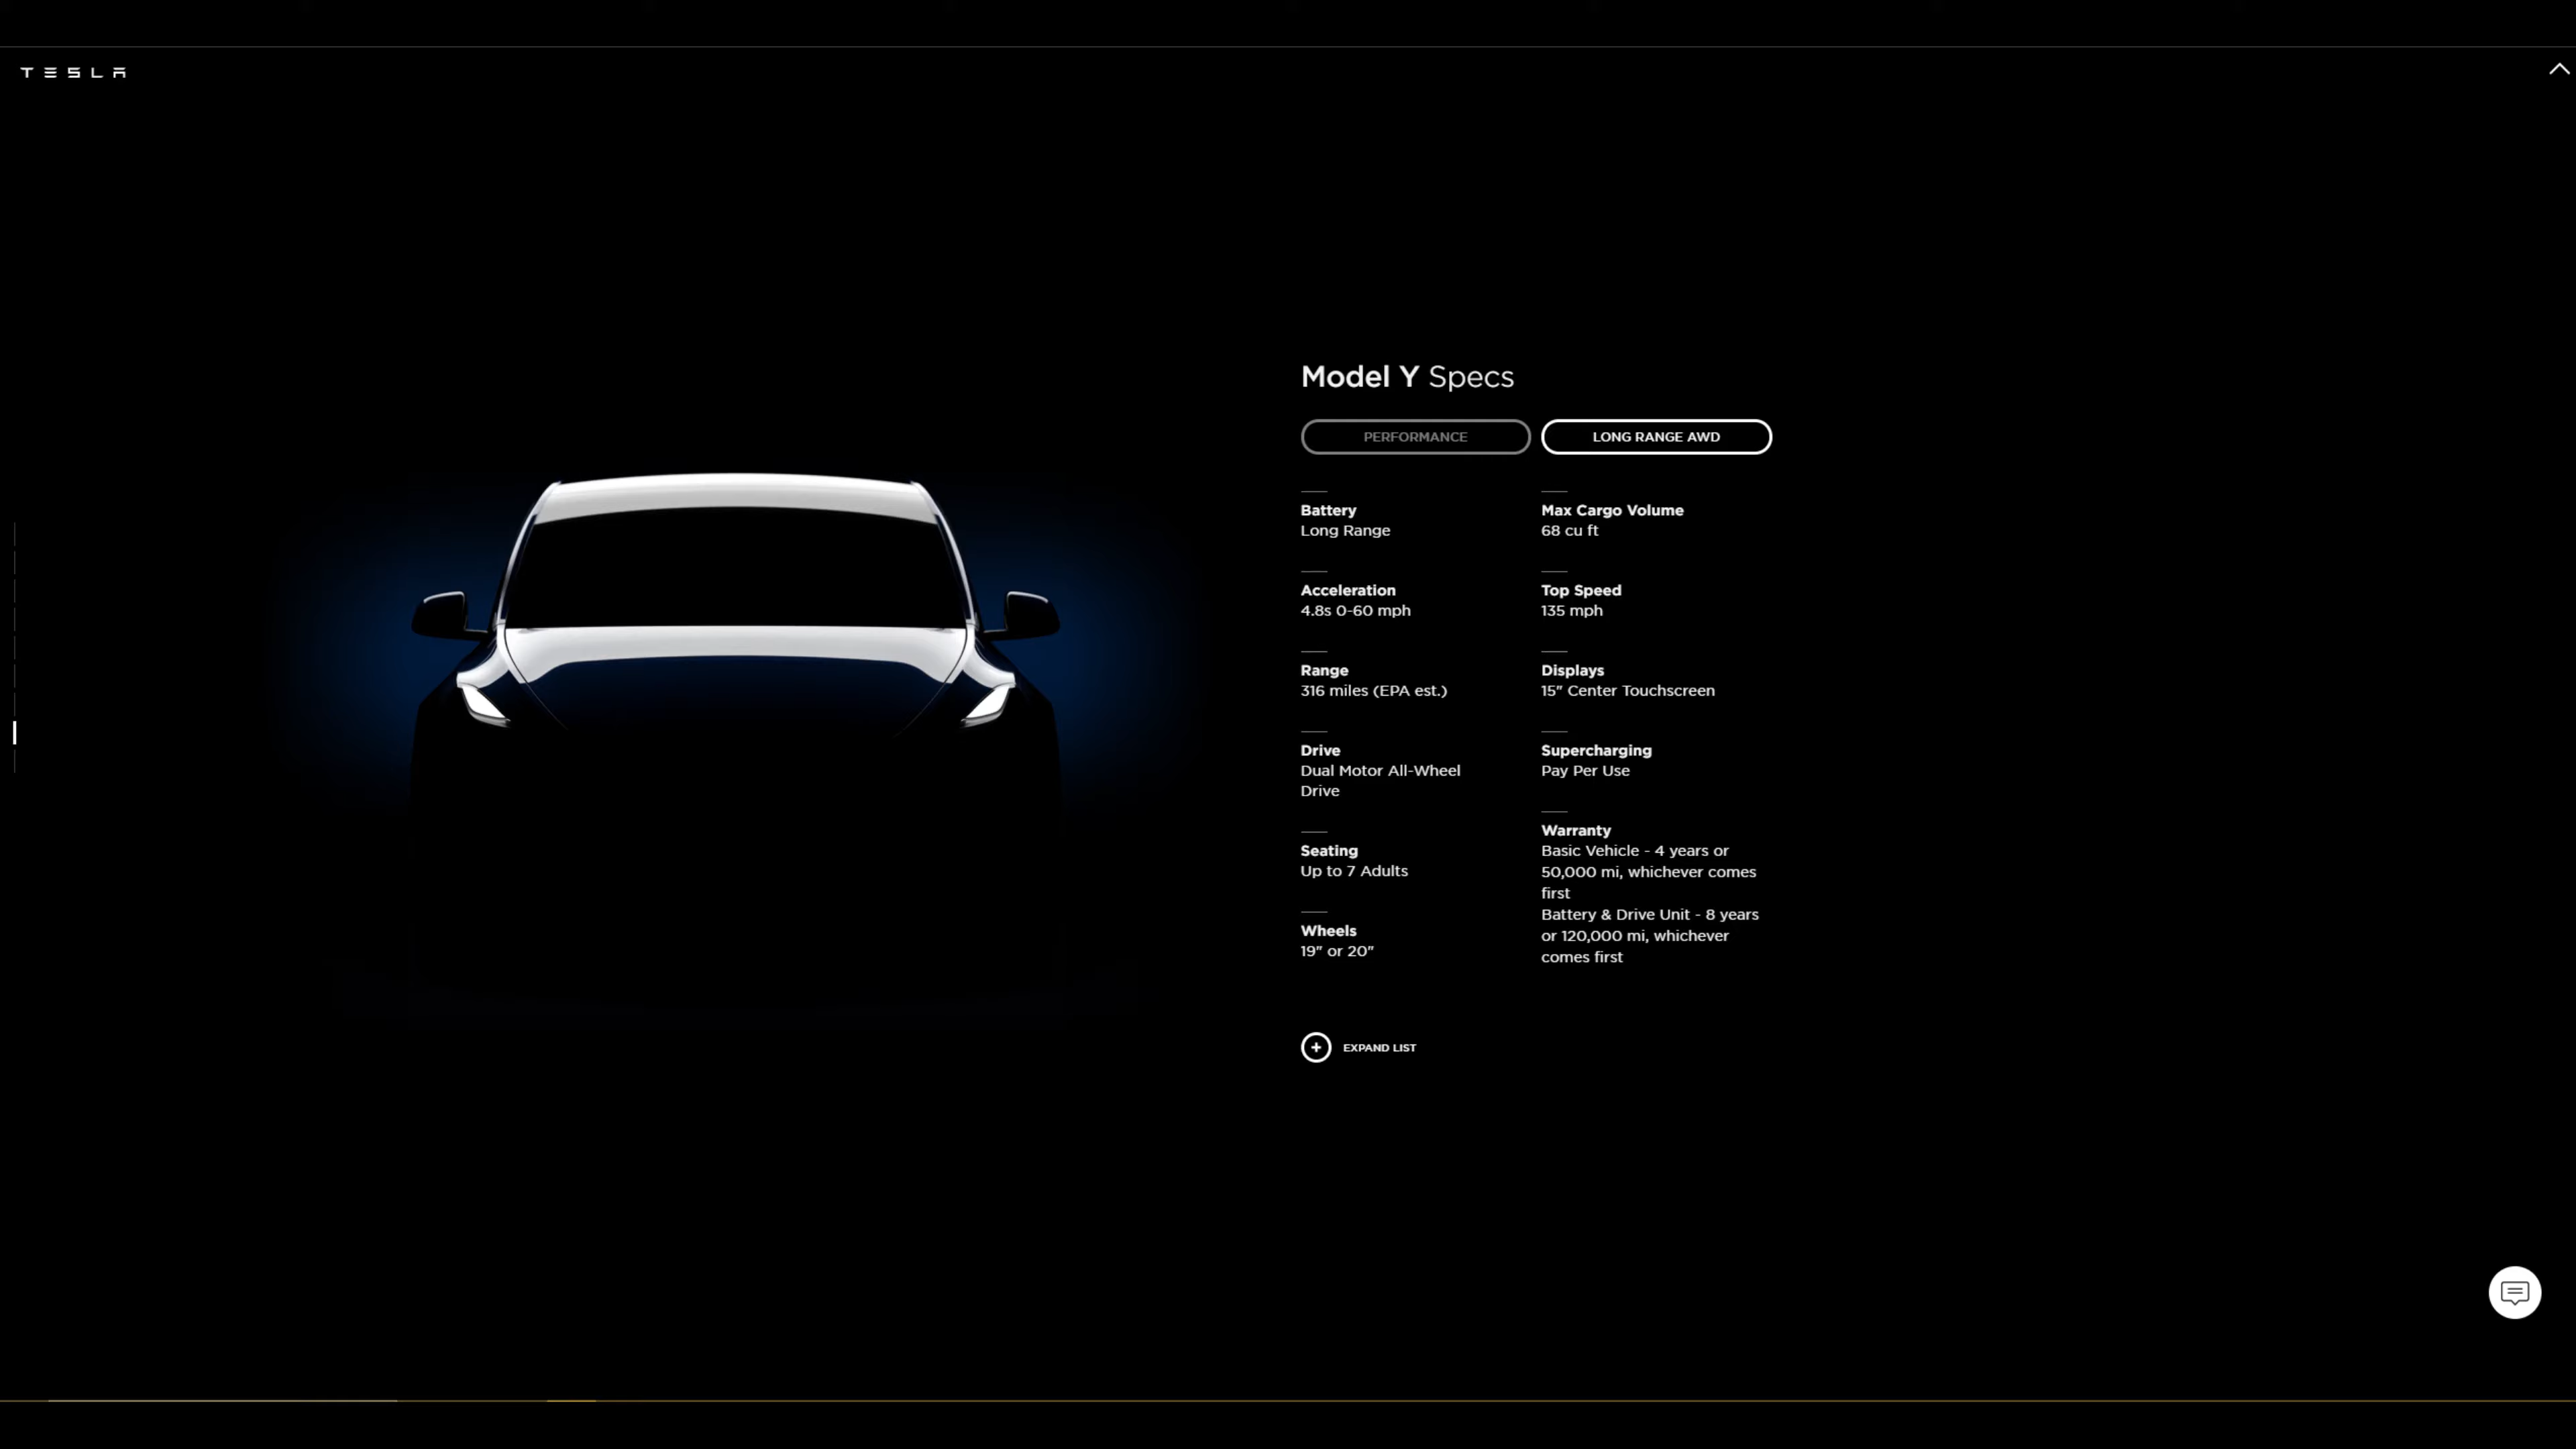 TESLA
Model Y Specs
PERFORMANCE
LONG RANGE AWD
Battery
Long Range
Acceleration
4.8s 0-60 mph
Range
316 miles (EPA est.)
Drive
Dual Motor All-Wheel
Drive
Seating
Up to 7 Adults
Wheels
19" or 20"
Max Cargo Volume
68 cu ft
Top Speed
135 mph
Displays
15" Center Touchscreen
Supercharging
Pay Per Use
Warranty
Basic Vehicle - 4 years or
50,000 mi, whichever comes
first
Battery & Drive Unit - 8 years
or 120,000 mi, whichever
comes first
EXPAND LIST